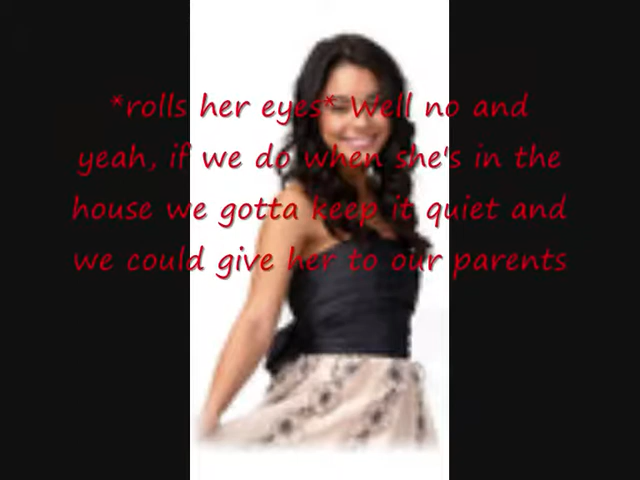 *rolls her eyes* Well no and
yeah, if we do when she's in the
house we gotta keep it quiet and
we could give her to our parents